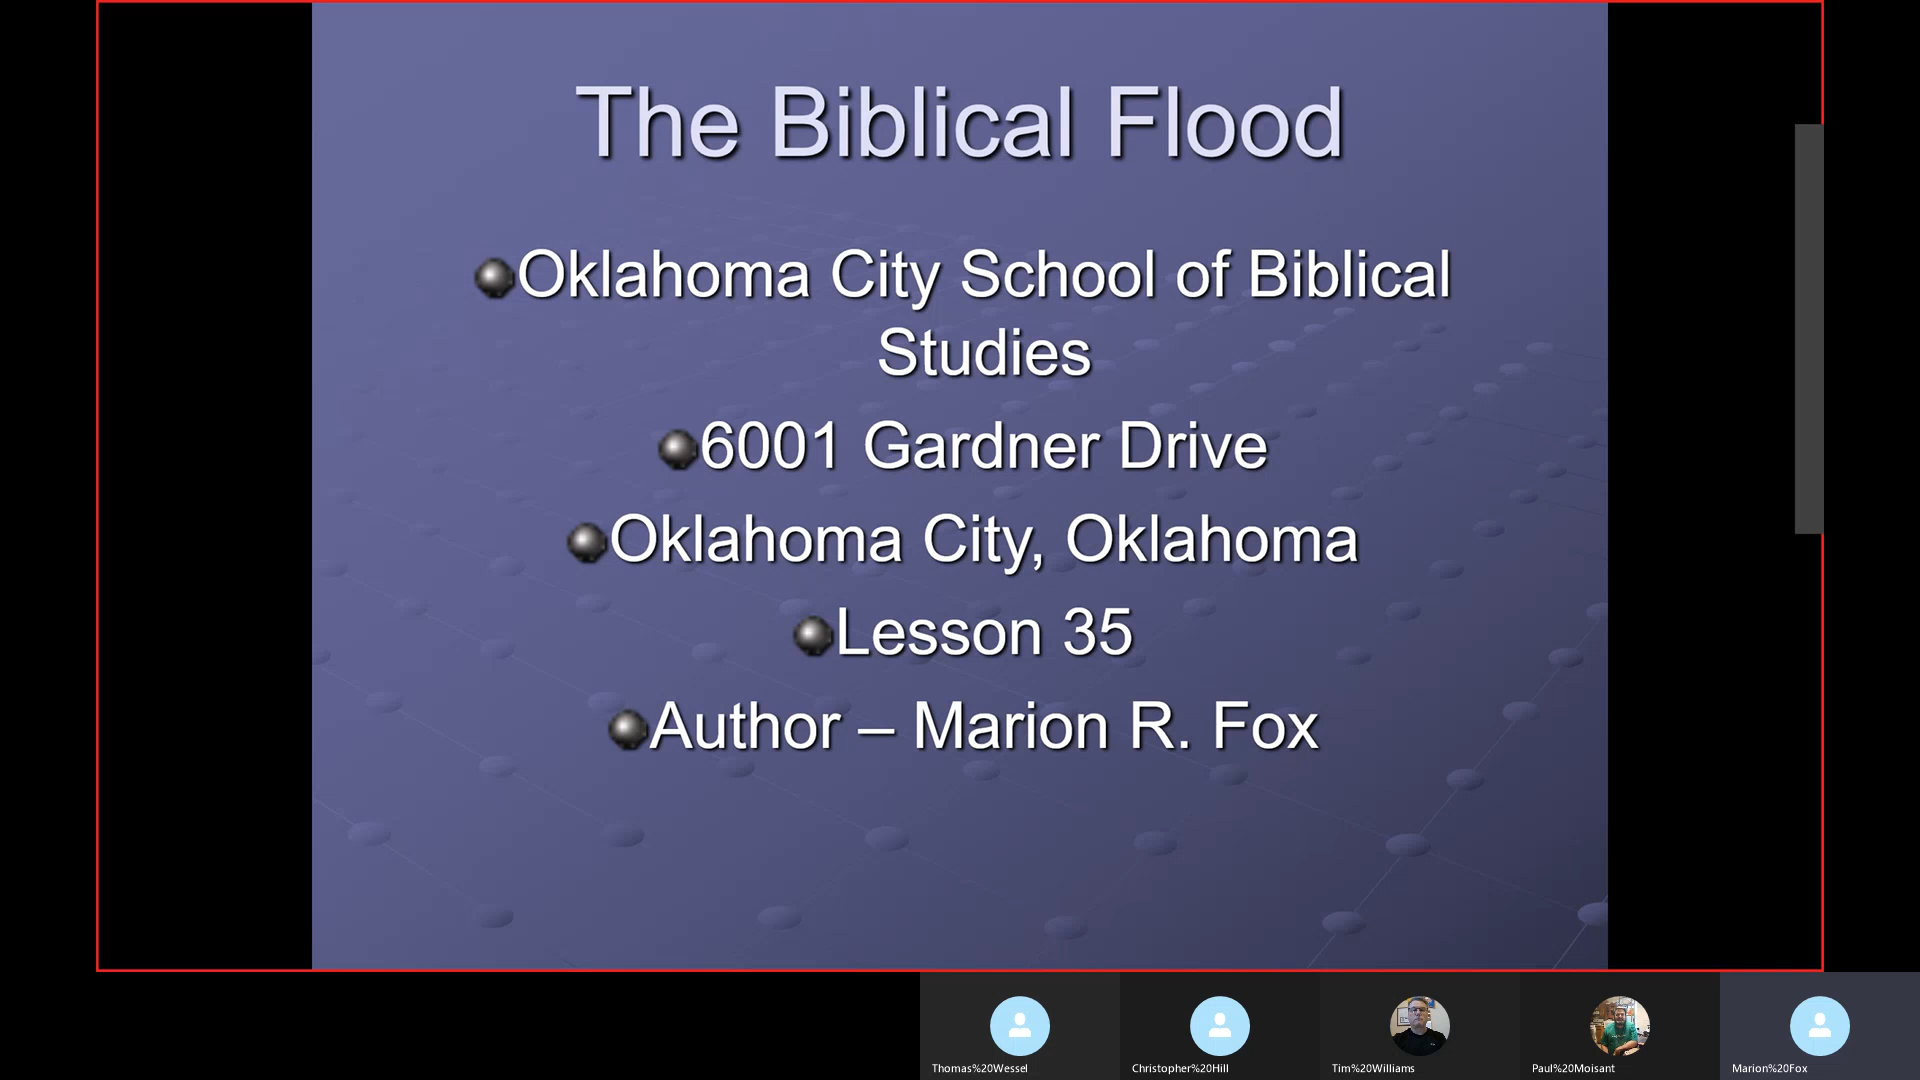 The Biblical Flood
Oklahoma City School of Biblical
Studies
6001 Gardner Drive
Oklahoma City, Oklahoma
Lesson 35
Author – Marion R. Fox
Thomas%20Wessel
Christopher%20Hill
Tim%20Williams
Paul%20Moisant
Marion%20Fox